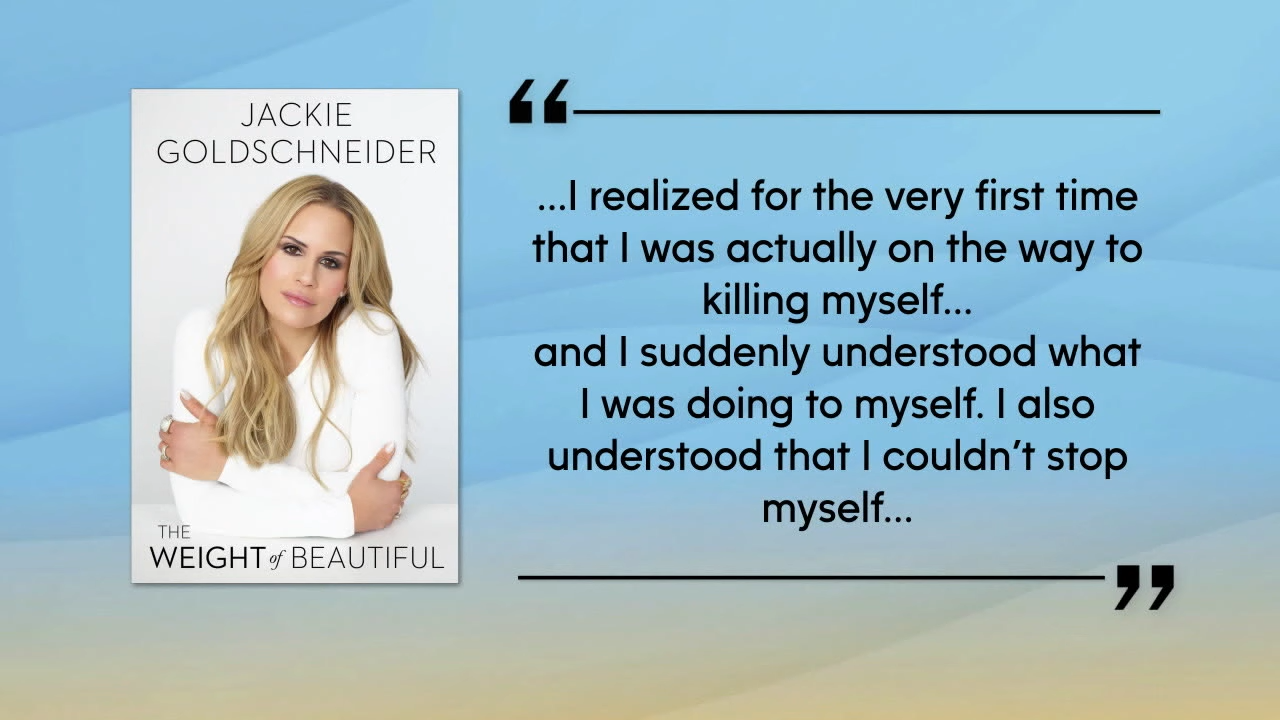 JACKIE
GOLDSCHNEIDER
THE
WEIGHT of BEAUTIFUL
“
...I realized for the very first time
that I was actually on the way to
killing myself...
and I suddenly understood what
I was doing to myself. I also
understood that I couldn’t stop
myself...
”